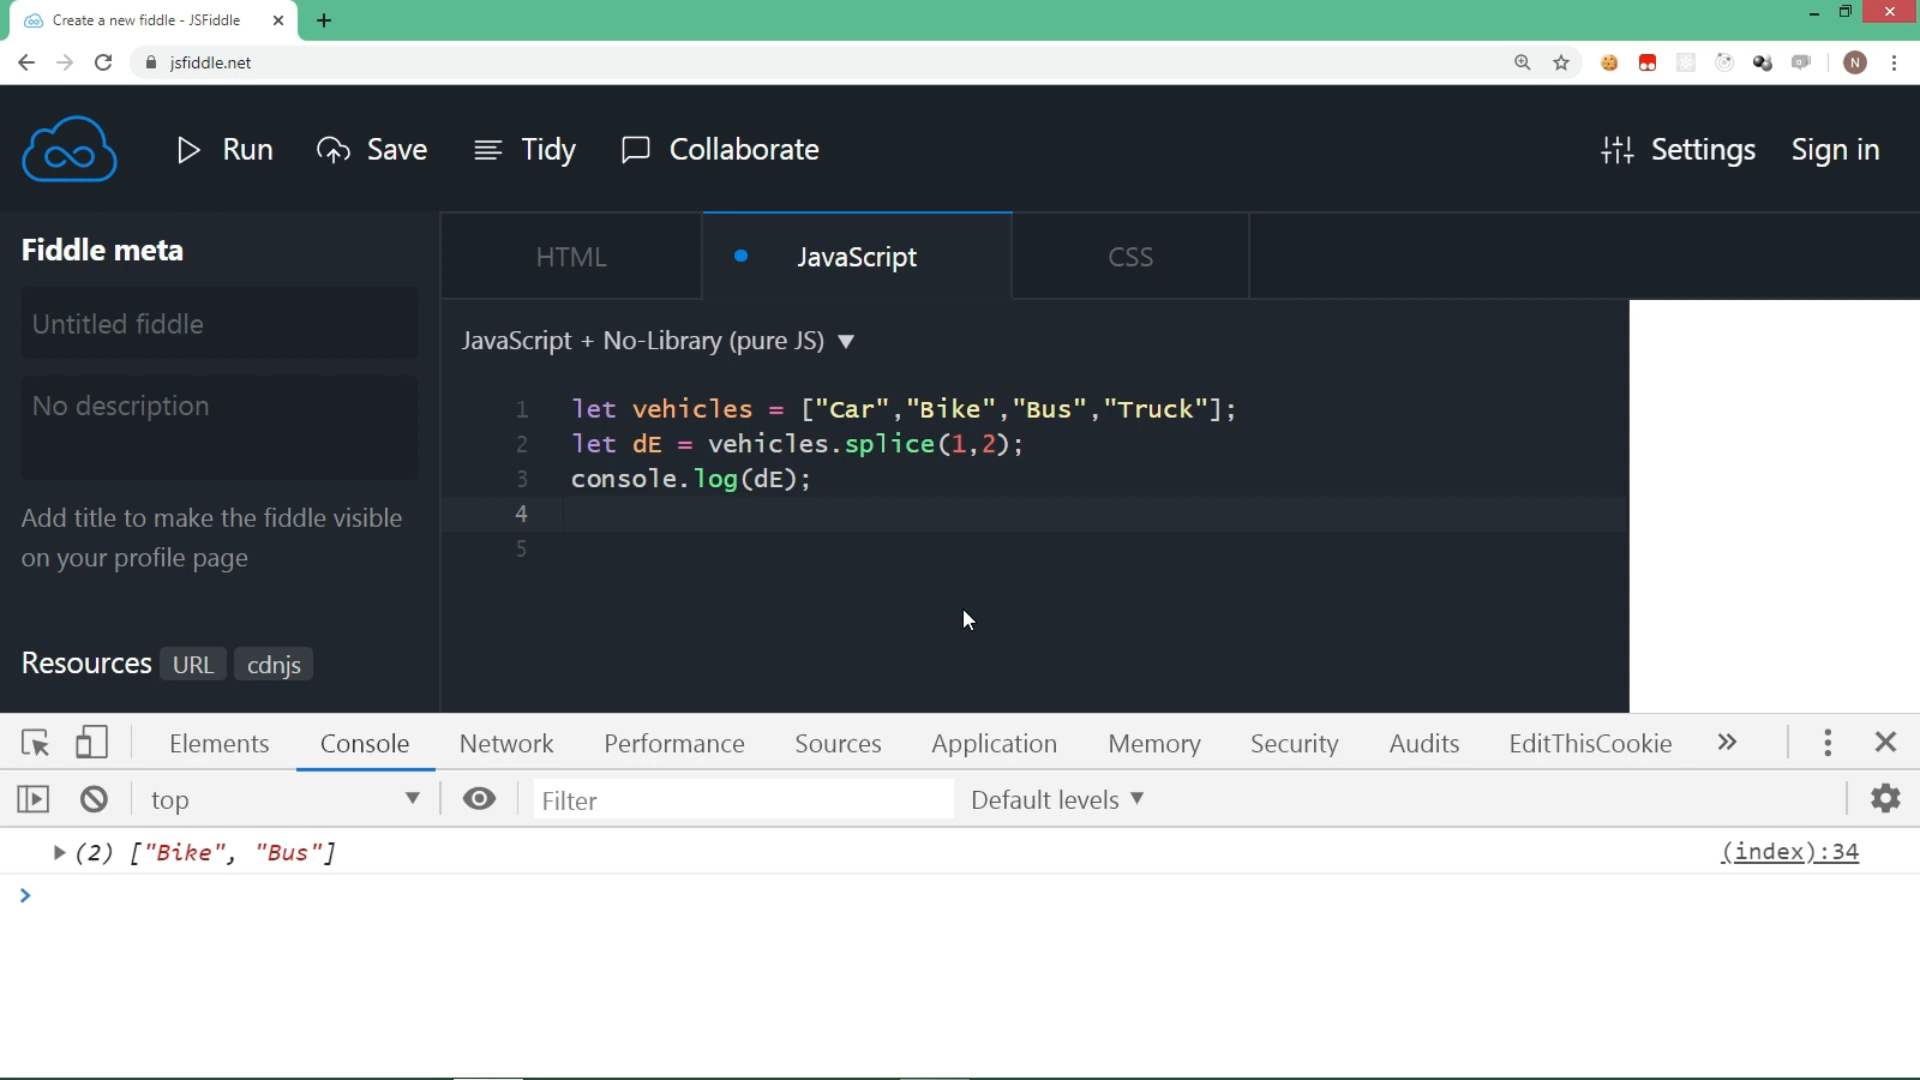 Create a new fiddle - JSFiddle
jsfiddle.net
N
Run
Save
Tidy
Collaborate
Settings
Sign in
Fiddle meta
Untitled fiddle
No description
Add title to make the fiddle visible
on your profile page
Resources URL cdnjs
HTML
JavaScript
CSS
JavaScript + No-Library (pure JS) ▼
1 let vehicles = ["Car","Bike","Bus","Truck"];
2 let dE = vehicles.splice(1,2);
3 console.log(dE);
4
5
Elements Console Network Performance Sources Application Memory Security Audits EditThisCookie »
top
Filter
Default levels ▼
(2) ["Bike", "Bus"]
(index):34